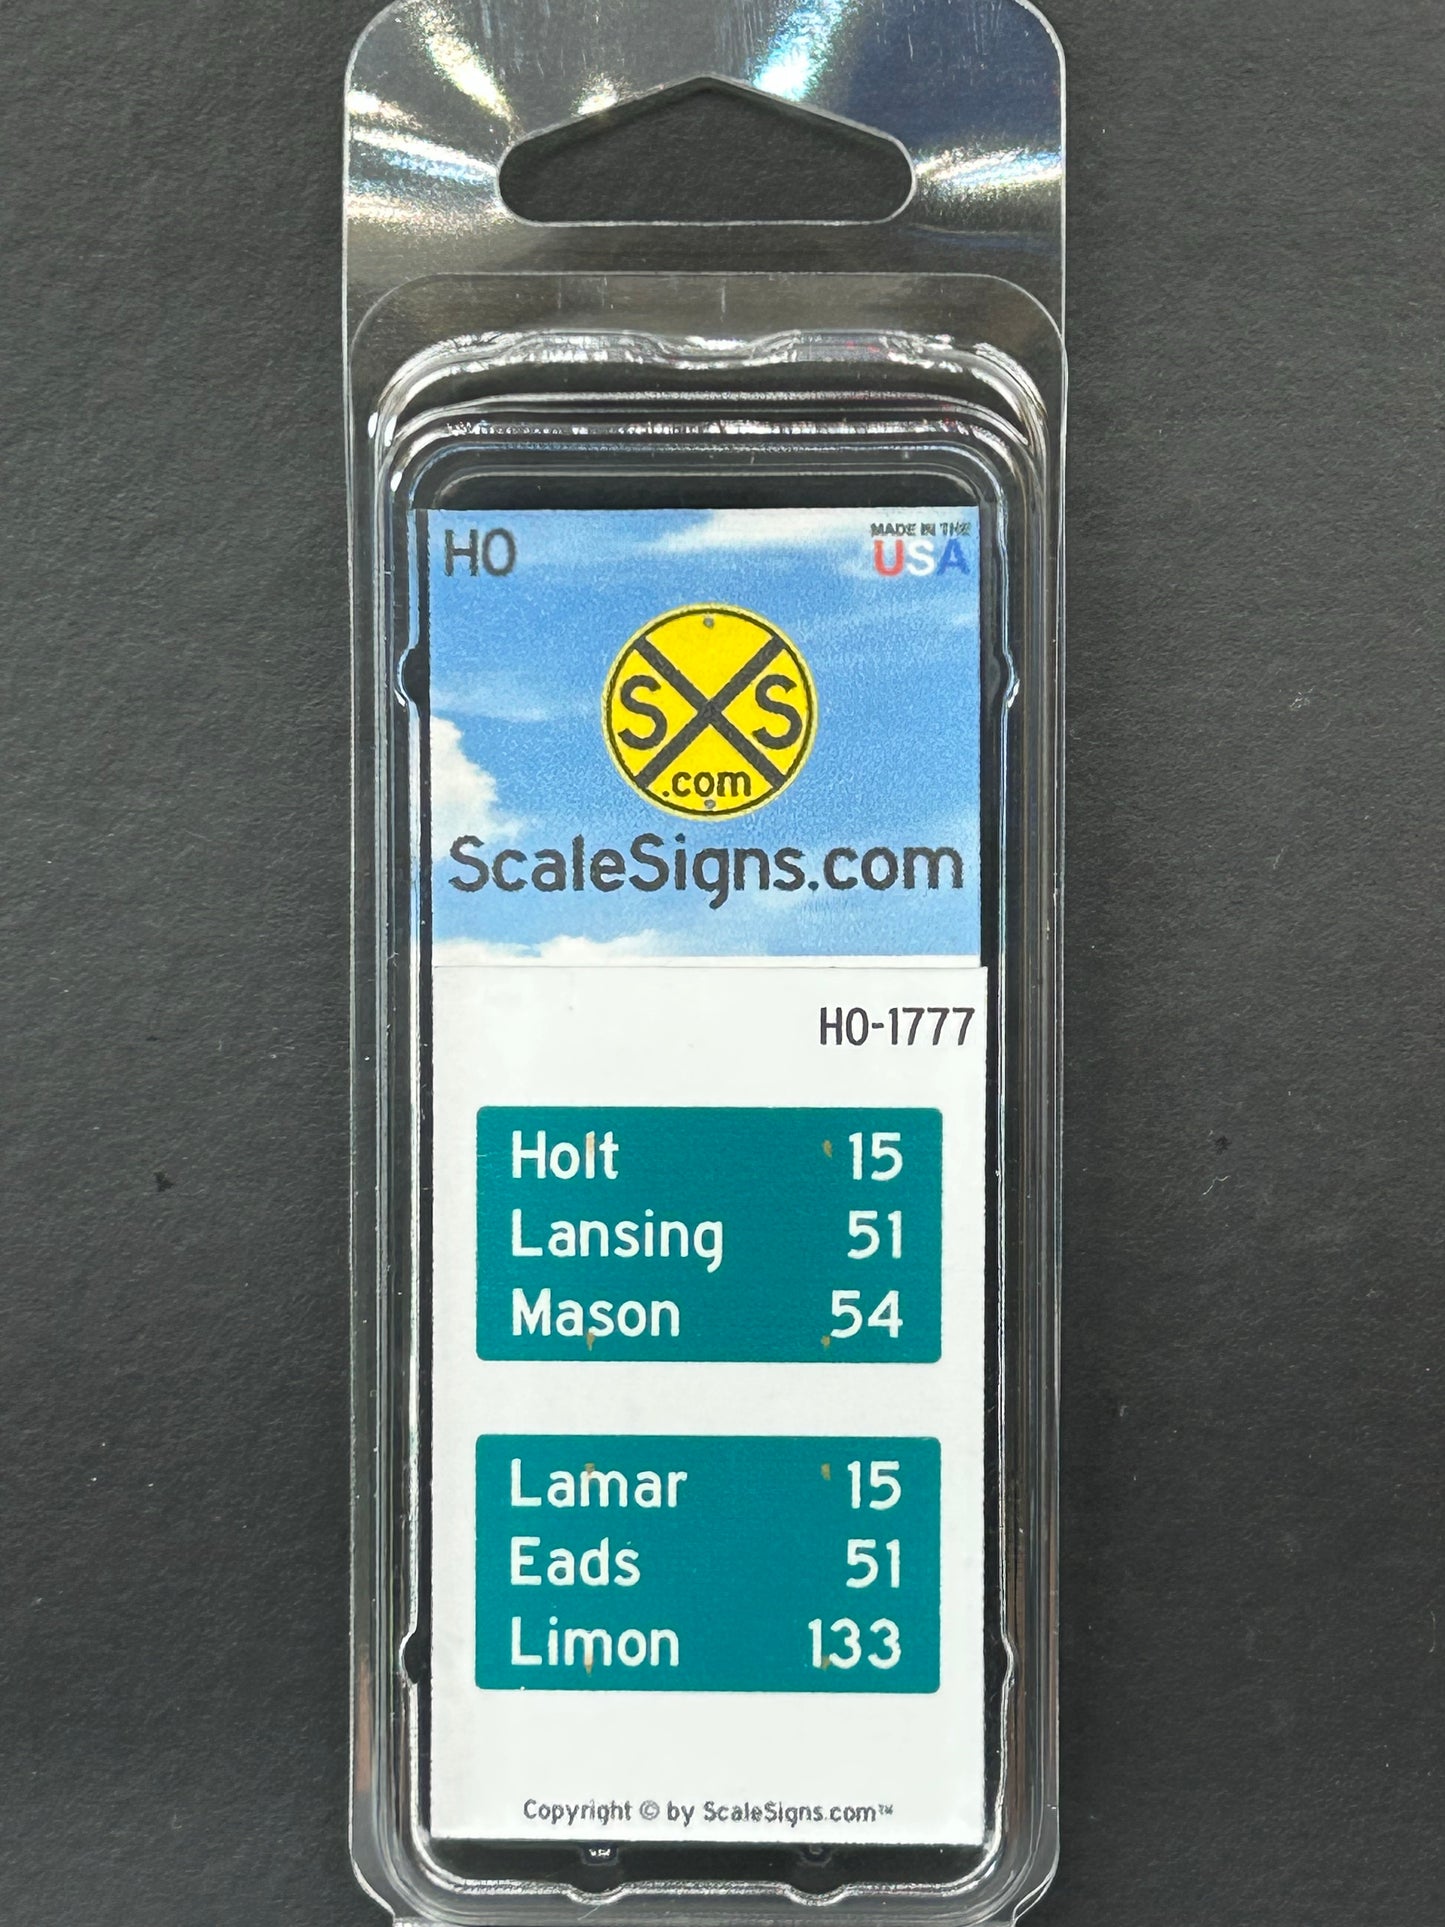 HO
MADE IN THE
USA
S S
.com
ScaleSigns.com
HO-1777
Holt 15
Lansing 51
Mason 54
Lamar 15
Eads 51
Limon 133
Copyright © by ScaleSigns.com™